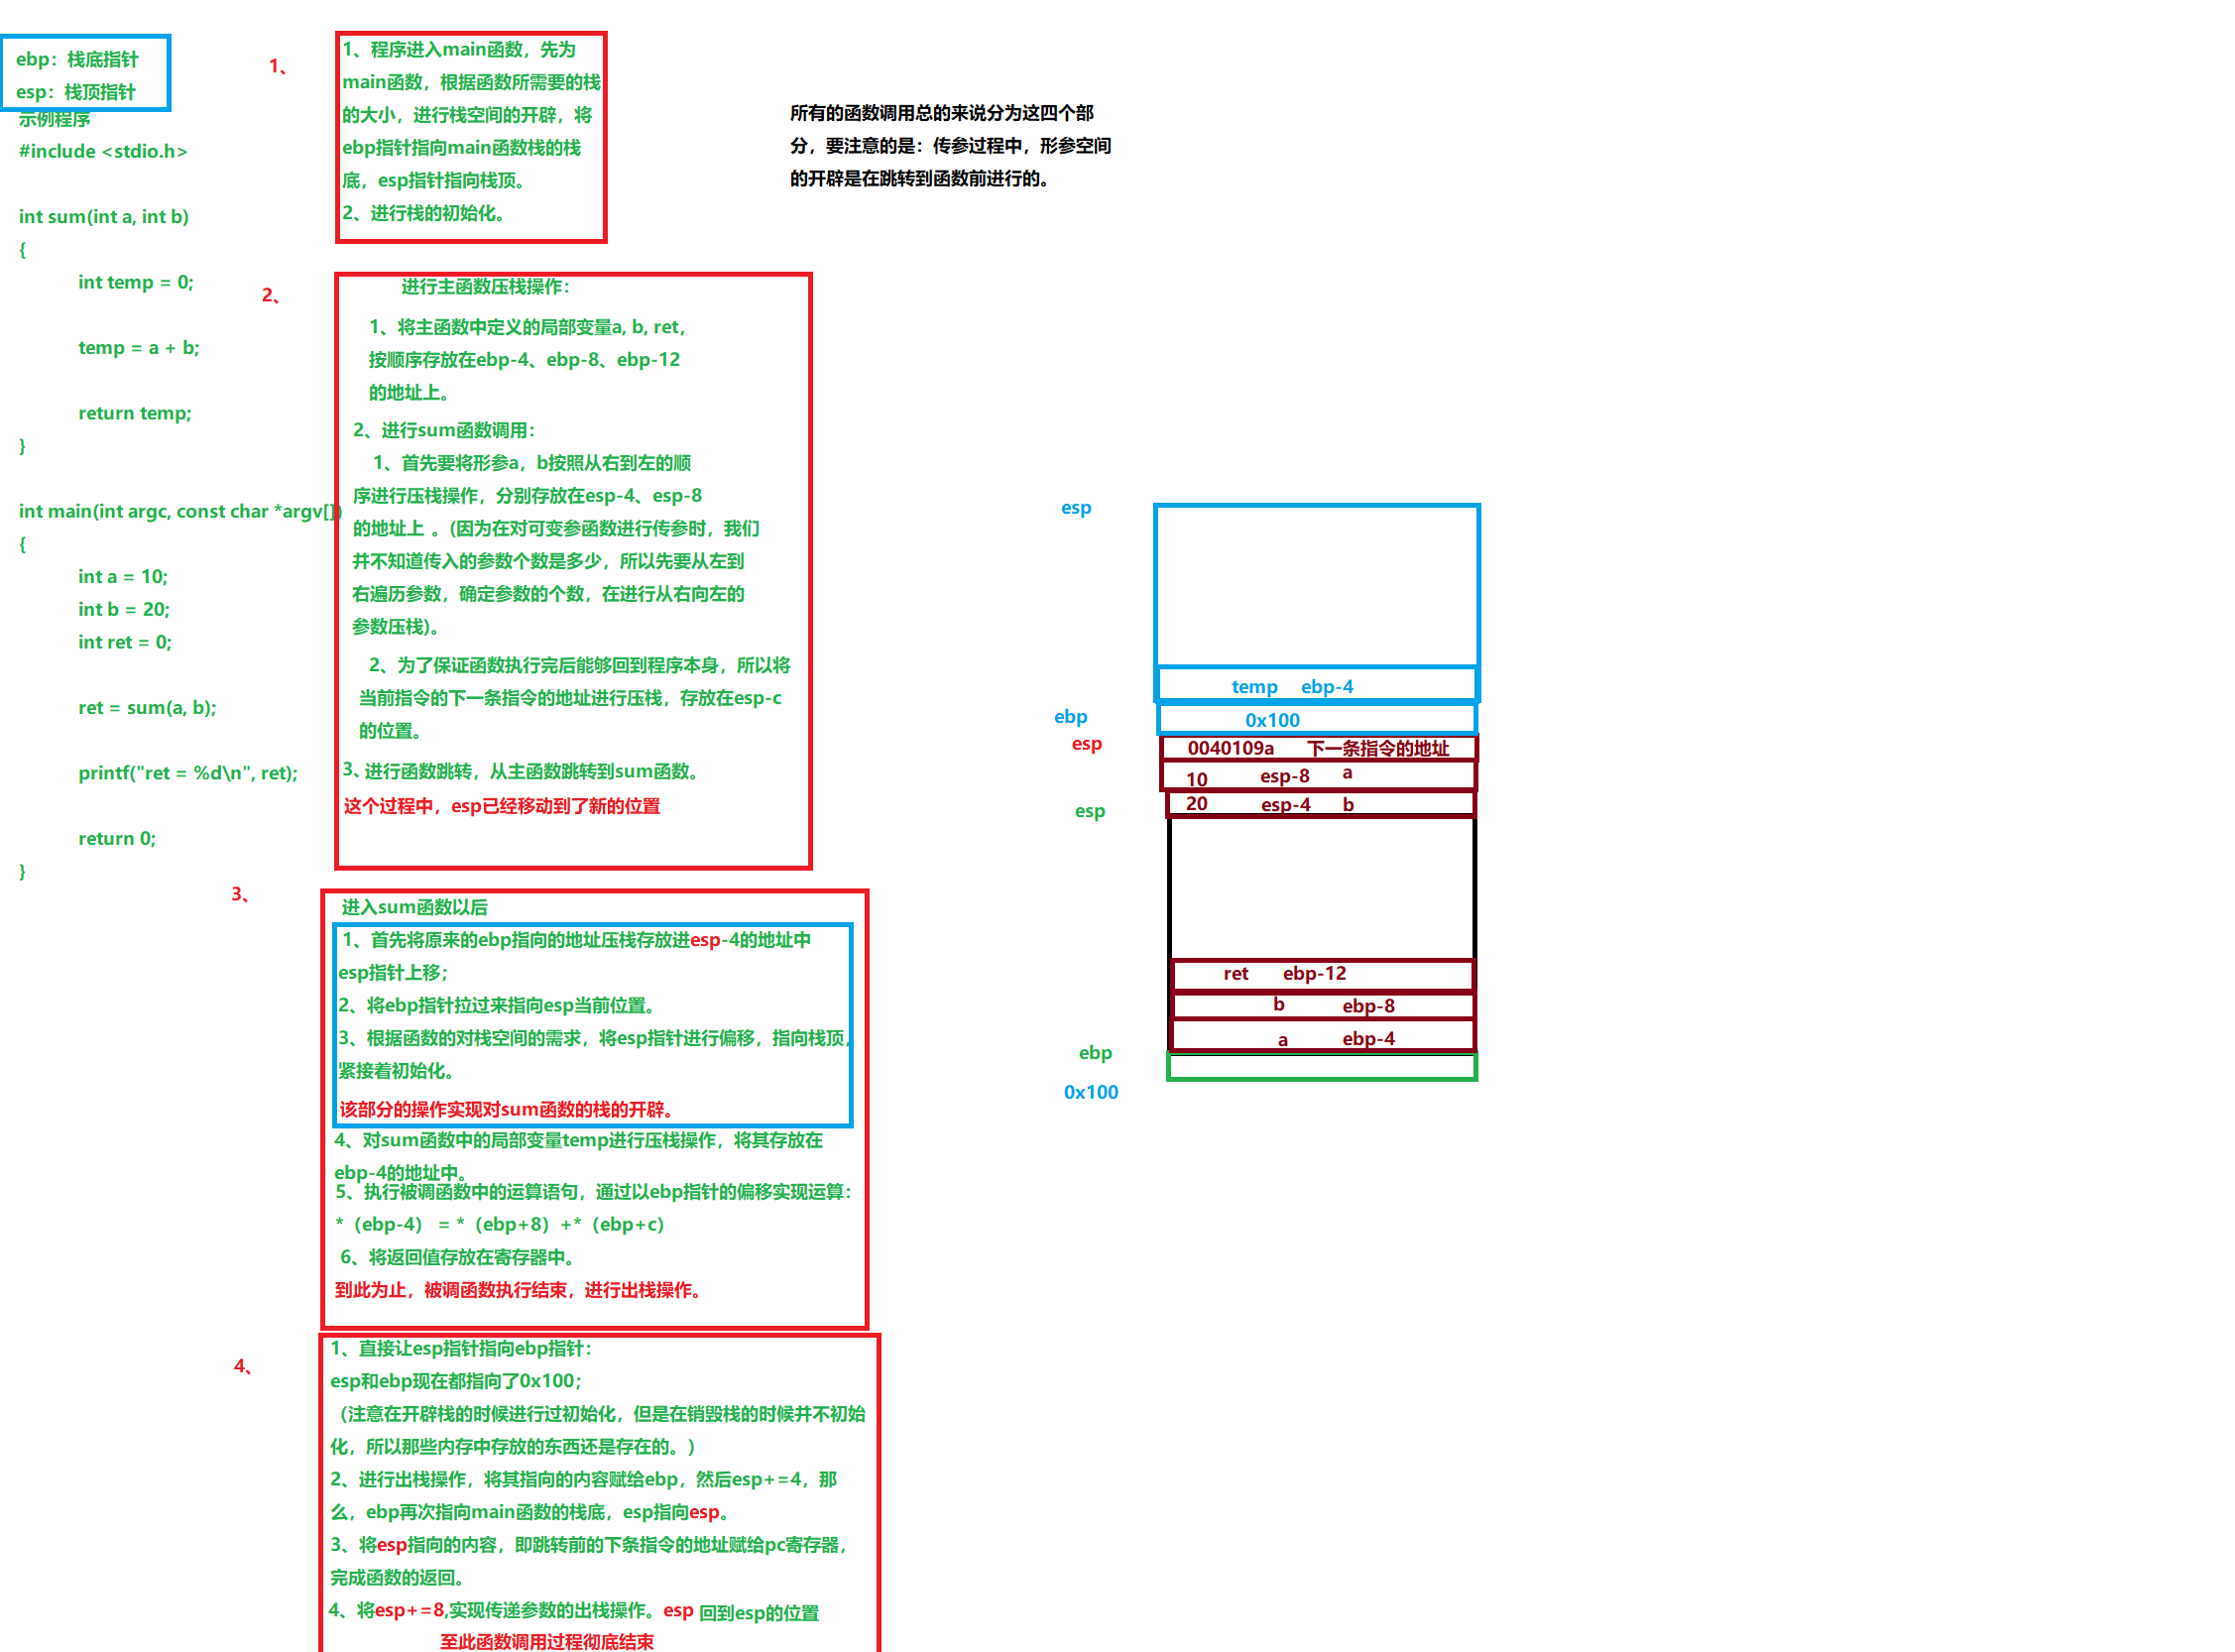 ebp：栈底指针
esp：栈顶指针
示例程序
#include <stdio.h>
int sum(int a, int b)
{
int temp = 0;
temp = a + b;
return temp;
}
int main(int argc, const char *argv[])
{
int a = 10;
int b = 20;
int ret = 0;
ret = sum(a, b);
printf("ret = %d\n", ret);
return 0;
}
1、
1、程序进入main函数，先为
main函数，根据函数所需要的栈
的大小，进行栈空间的开辟，将
ebp指针指向main函数栈的栈
底，esp指针指向栈顶。
2、进行栈的初始化。
所有的函数调用总的来说分为这四个部
分，要注意的是：传参过程中，形参空间
的开辟是在跳转到函数前进行的。
2、
进行主函数压栈操作：
1、将主函数中定义的局部变量a, b, ret，
按顺序存放在ebp-4、ebp-8、ebp-12
的地址上。
2、进行sum函数调用：
1、首先要将形参a，b按照从右到左的顺
序进行压栈操作，分别存放在esp-4、esp-8
的地址上 。(因为在对可变参函数进行传参时，我们
并不知道传入的参数个数是多少，所以先要从左到
右遍历参数，确定参数的个数，在进行从右向左的
参数压栈)。
2、为了保证函数执行完后能够回到程序本身，所以将
当前指令的下一条指令的地址进行压栈，存放在esp-c
的位置。
3、进行函数跳转，从主函数跳转到sum函数。
这个过程中，esp已经移动到了新的位置
3、
进入sum函数以后
1、首先将原来的ebp指向的地址压栈存放进esp-4的地址中
esp指针上移；
2、将ebp指针拉过来指向esp当前位置。
3、根据函数的对栈空间的需求，将esp指针进行偏移，指向栈顶，
紧接着初始化。
该部分的操作实现对sum函数的栈的开辟。
4、对sum函数中的局部变量temp进行压栈操作，将其存放在
ebp-4的地址中。
5、执行被调函数中的运算语句，通过以ebp指针的偏移实现运算：
*（ebp-4） = *（ebp+8）+*（ebp+c）
6、将返回值存放在寄存器中。
到此为止，被调函数执行结束，进行出栈操作。
4、
1、直接让esp指针指向ebp指针：
esp和ebp现在都指向了0x100；
（注意在开辟栈的时候进行过初始化，但是在销毁栈的时候并不初始
化，所以那些内存中存放的东西还是存在的。）
2、进行出栈操作，将其指向的内容赋给ebp，然后esp+=4，那
么，ebp再次指向main函数的栈底，esp指向esp。
3、将esp指向的内容，即跳转前的下条指令的地址赋给pc寄存器，
完成函数的返回。
4、将esp+=8,实现传递参数的出栈操作。esp 回到esp的位置
至此函数调用过程彻底结束
esp
temp ebp-4
ebp 0x100
esp 0040109a 下一条指令的地址
10 esp-8 a
esp 20 esp-4 b
ret ebp-12
b ebp-8
a ebp-4
ebp
0x100